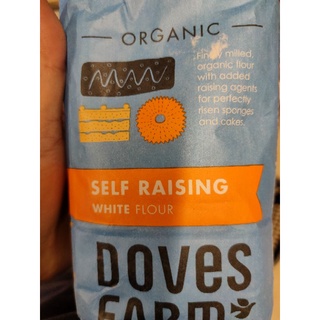 ORGANIC
Finely milled
organic flour
with added
raising agents
for perfectly
risen sponges
and cakes.
SELF RAISING
WHITE FLOUR
DOVES
FARM